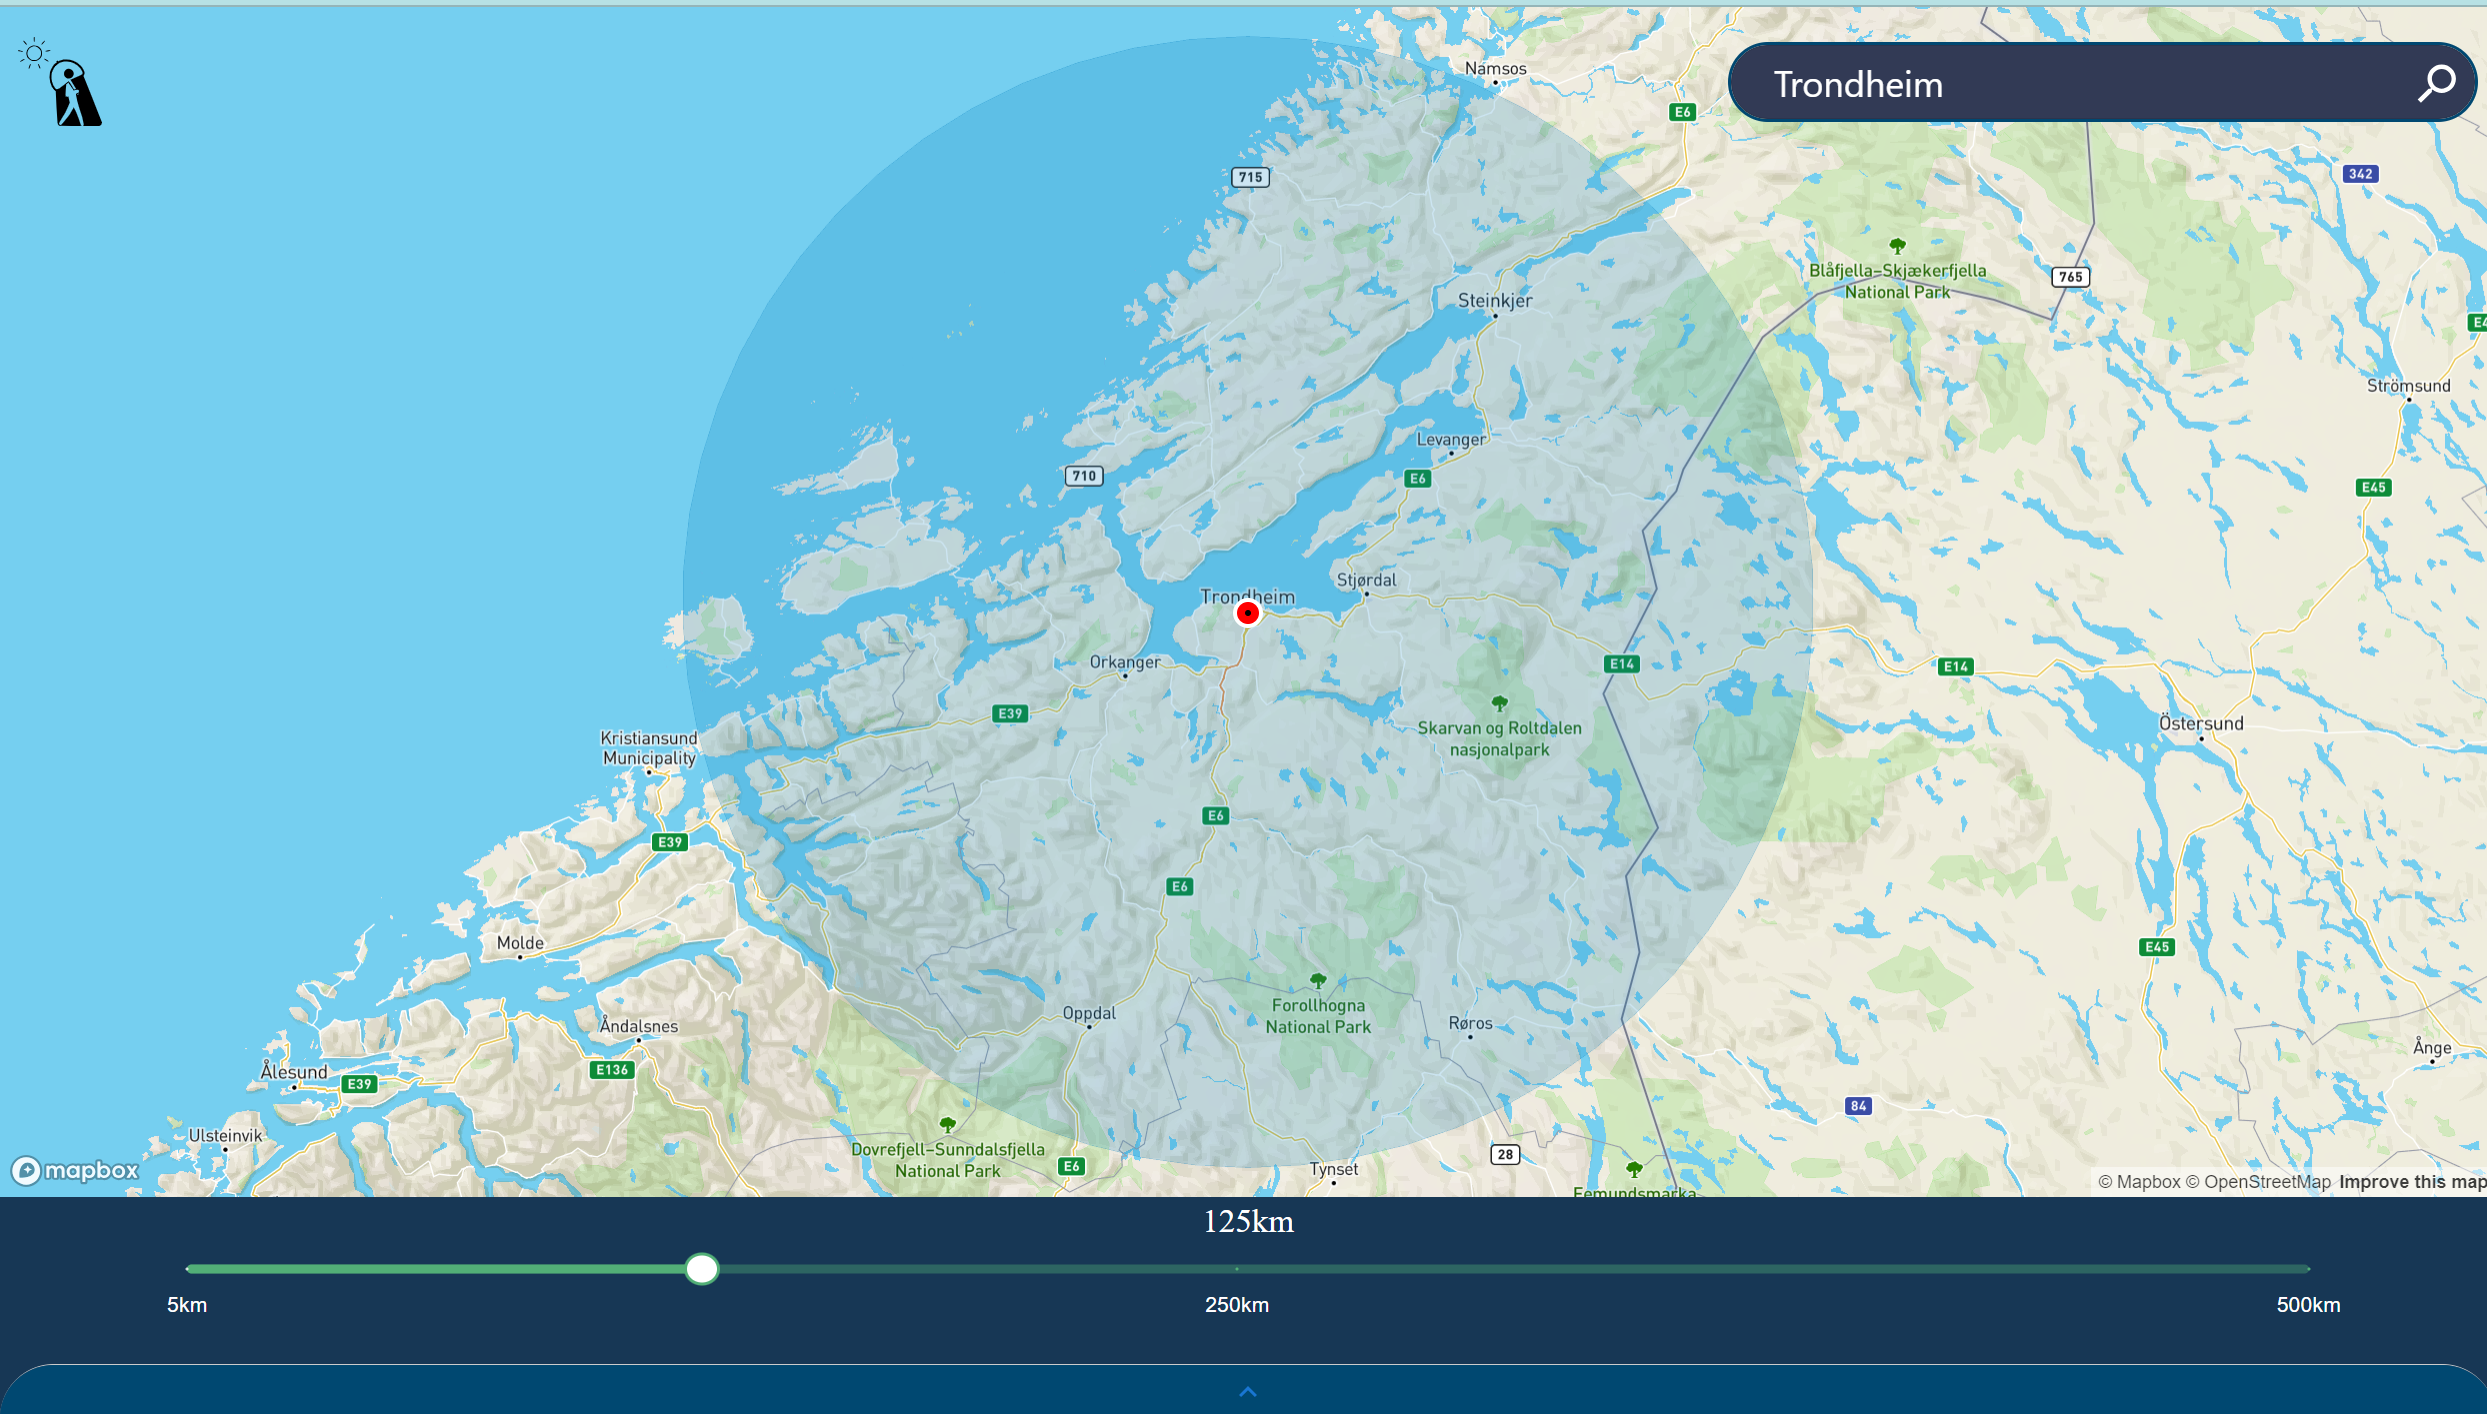 Namsos
Trondheim
E6
342
715
Blåfjella–Skjækerfjella
National Park
765
Steinkjer
Strömsund
Levanger
710
E6
E45
Stjørdal
Trondheim
Orkanger
E14
E14
E39
Skarvan og Roltdalen
nasjonalpark
Östersund
Kristiansund
Municipality
E6
E39
E6
Molde
E45
Forollhogna
National Park
Oppdal
Røros
Åndalsnes
Ånge
Ålesund
E39
E136
84
Ulsteinvik
Dovrefjell–Sunndalsfjella
National Park
E6
28
Tynset
Femundsmarka
mapbox
© Mapbox © OpenStreetMap Improve this map
125km
5km
250km
500km